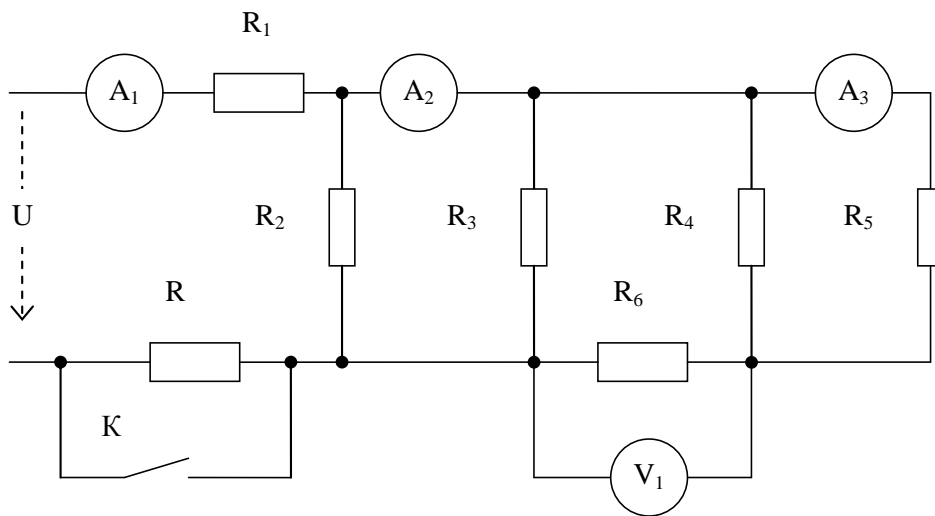 R₁
A₁
A₂
A₃
U
R₂
R₃
R₄
R₅
R
R₆
К
V₁